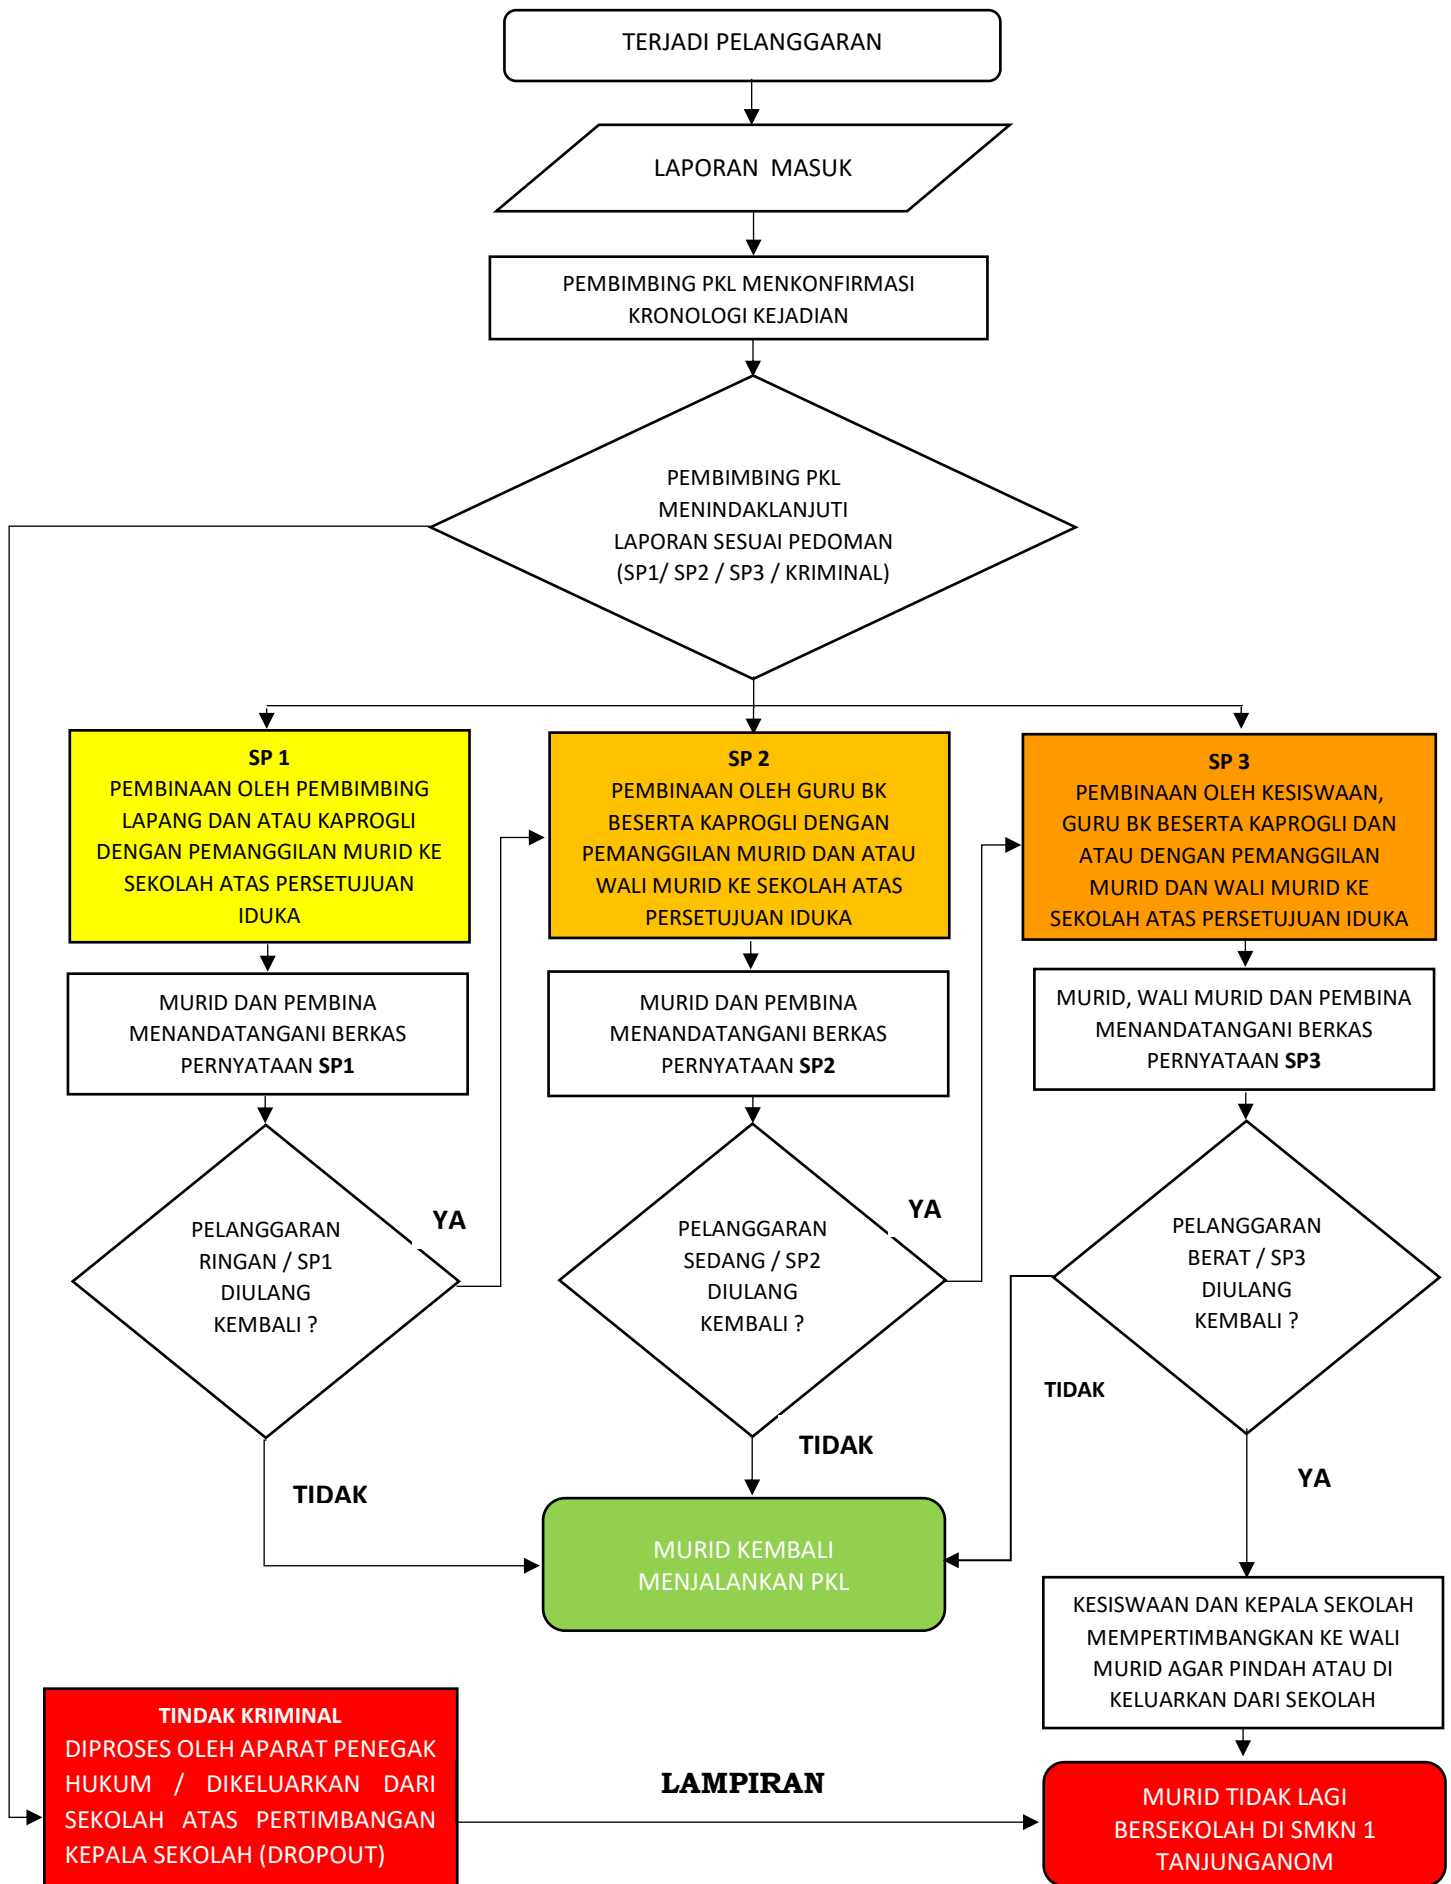 TERJADI PELANGGARAN
LAPORAN  MASUK
PEMBIMBING PKL MENKONFIRMASI
KRONOLOGI KEJADIAN
PEMBIMBING PKL
MENINDAKLANJUTI
LAPORAN SESUAI PEDOMAN
(SP1/ SP2 / SP3 / KRIMINAL)
SP 1
PEMBINAAN OLEH PEMBIMBING
LAPANG DAN ATAU KAPROGLI
DENGAN PEMANGGILAN MURID KE
SEKOLAH ATAS PERSETUJUAN
IDUKA
SP 2
PEMBINAAN OLEH GURU BK
BESERTA KAPROGLI DENGAN
PEMANGGILAN MURID DAN ATAU
WALI MURID KE SEKOLAH ATAS
PERSETUJUAN IDUKA
SP 3
PEMBINAAN OLEH KESISWAAN,
GURU BK BESERTA KAPROGLI DAN
ATAU DENGAN PEMANGGILAN
MURID DAN WALI MURID KE
SEKOLAH ATAS PERSETUJUAN IDUKA
MURID DAN PEMBINA
MENANDATANGANI BERKAS
PERNYATAAN SP1
MURID DAN PEMBINA
MENANDATANGANI BERKAS
PERNYATAAN SP2
MURID, WALI MURID DAN PEMBINA
MENANDATANGANI BERKAS
PERNYATAAN SP3
PELANGGARAN
RINGAN / SP1
DIULANG
KEMBALI ?
YA
PELANGGARAN
SEDANG / SP2
DIULANG
KEMBALI ?
YA
PELANGGARAN
BERAT / SP3
DIULANG
KEMBALI ?
TIDAK
TIDAK
TIDAK
YA
MURID KEMBALI
MENJALANKAN PKL
KESISWAAN DAN KEPALA SEKOLAH
MEMPERTIMBANGKAN KE WALI
MURID AGAR PINDAH ATAU DI
KELUARKAN DARI SEKOLAH
TINDAK KRIMINAL
DIPROSES OLEH APARAT PENEGAK
HUKUM / DIKELUARKAN DARI
SEKOLAH ATAS PERTIMBANGAN
KEPALA SEKOLAH (DROPOUT)
LAMPIRAN
MURID TIDAK LAGI
BERSEKOLAH DI SMKN 1
TANJUNGANOM